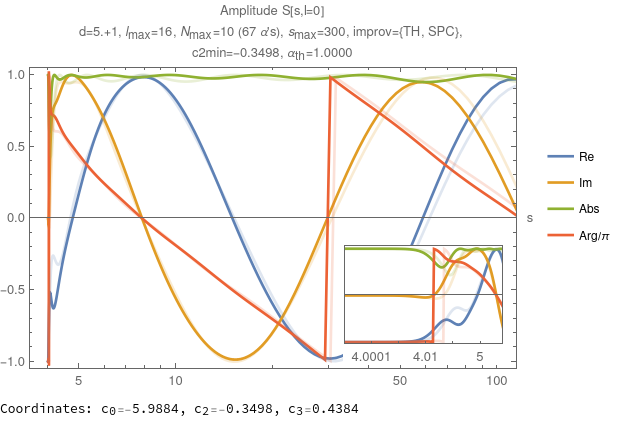 Amplitude S[s,l=0]
d=5.+1, lmax=16, Nmax=10 (67 α's), smax=300, improv={TH, SPC},
c2min=-0.3498, αth=1.0000
1.0
0.5
0.0
-0.5
-1.0
s
Re
Im
Abs
Arg/π
4.0001 4.01 5
5 10 50 100
Coordinates: c0=-5.9884, c2=-0.3498, c3=0.4384